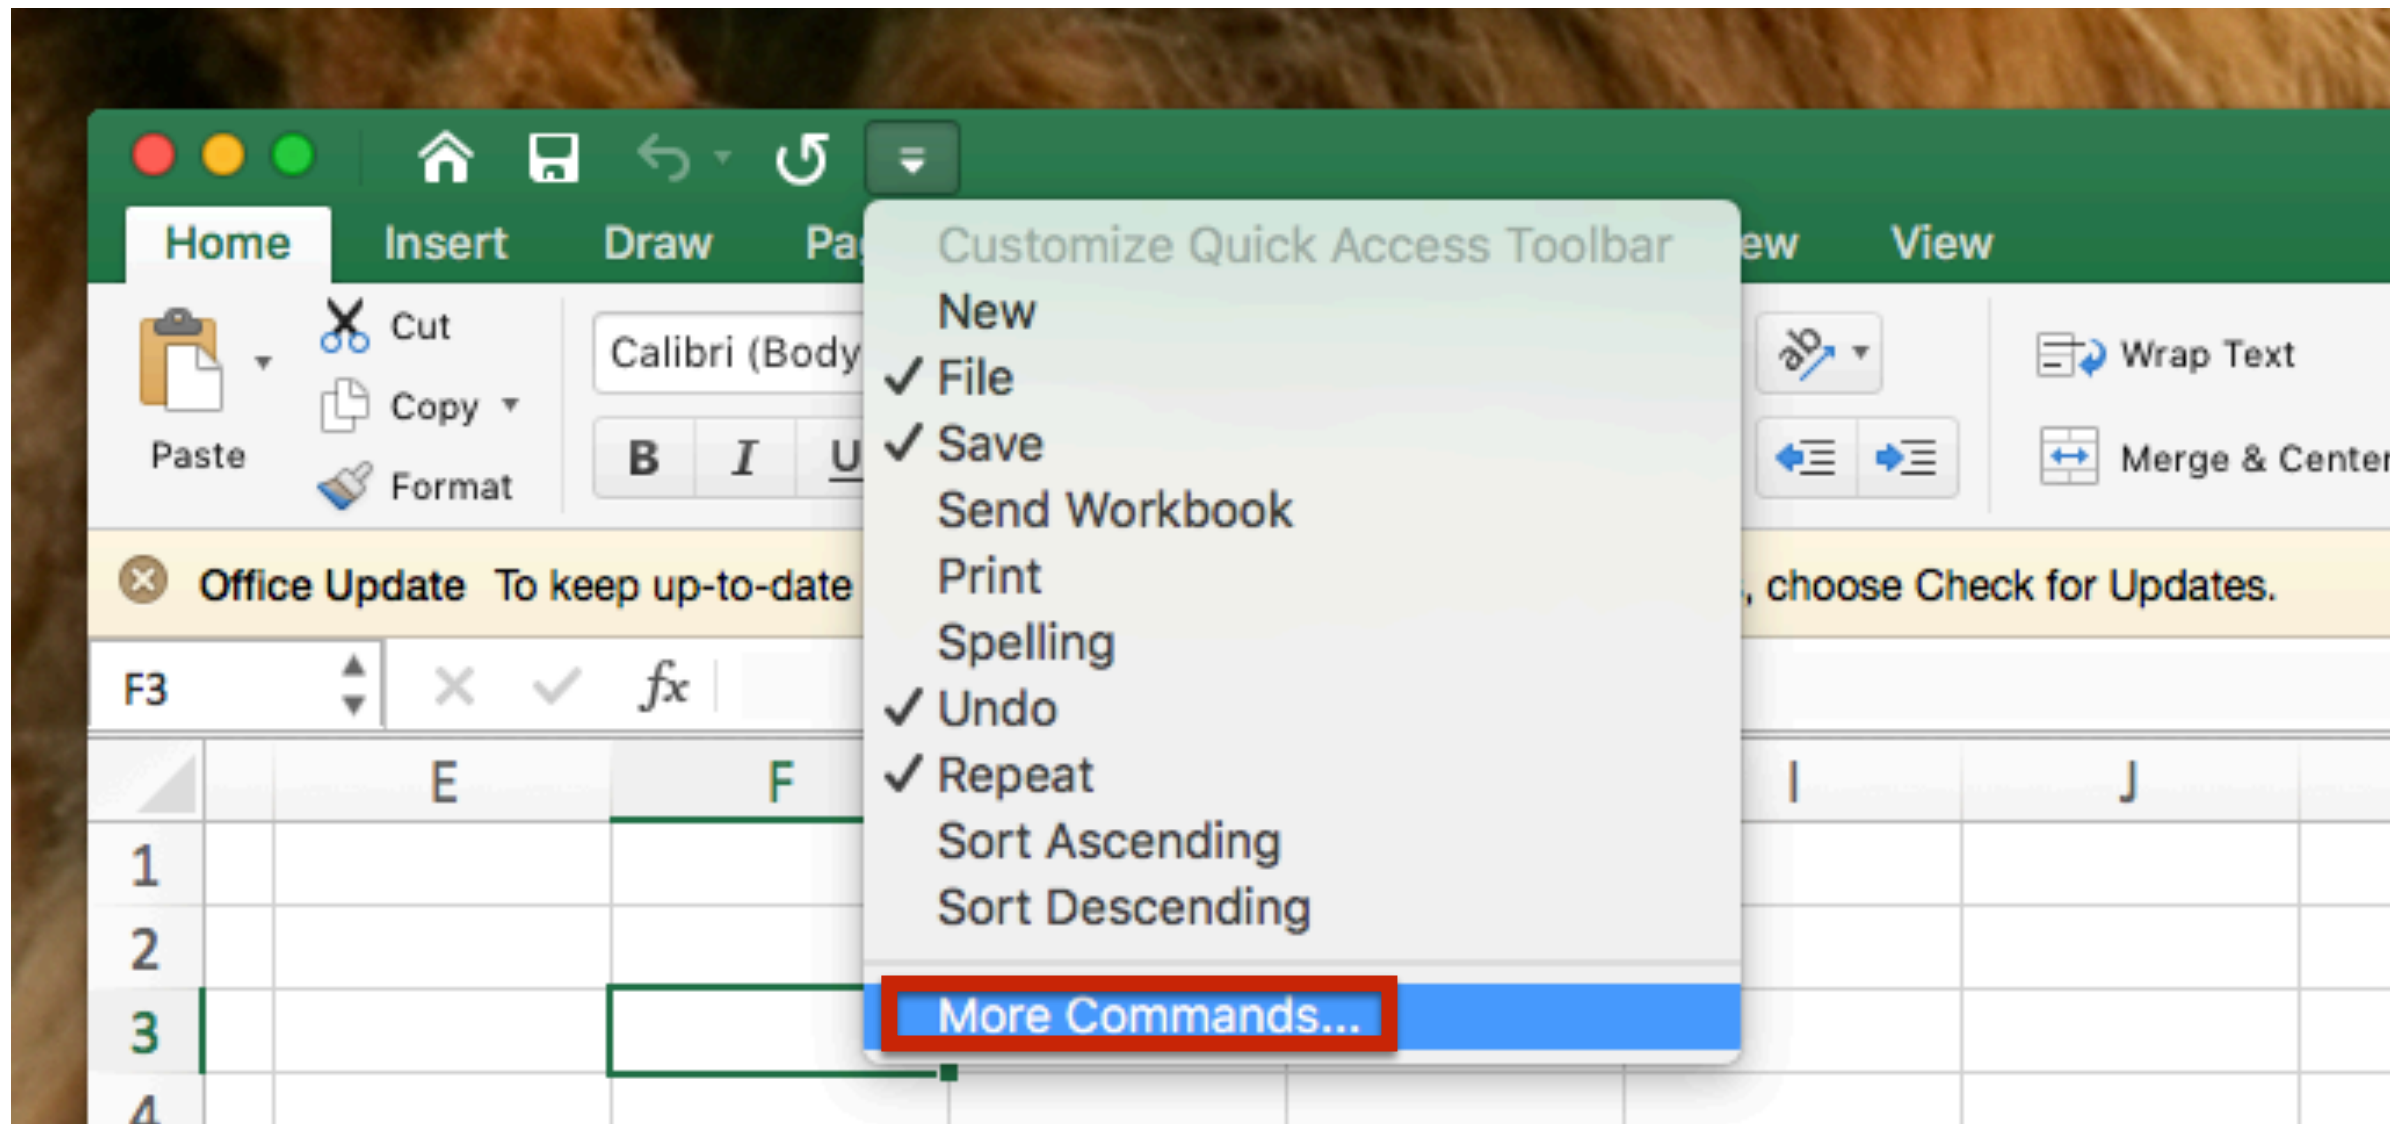 Home Insert Draw Pa ew View
Customize Quick Access Toolbar
New
File
Save
Send Workbook
Print
Spelling
Undo
Repeat
Sort Ascending
Sort Descending
More Commands...
Paste
Cut
Copy
Format
Calibri (Body
B I U
ab
Wrap Text
Merge & Center
Office Update To keep up-to-date , choose Check for Updates.
F3 fx
E F I J
1
2
3
4